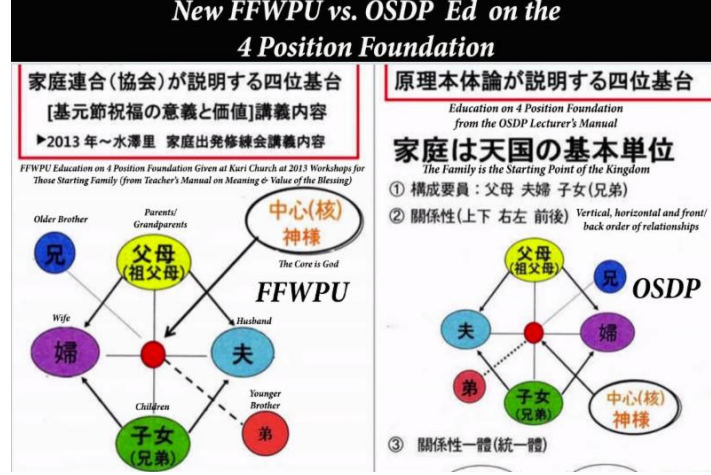 New FFWPU vs. OSDP Ed on the
4 Position Foundation
家庭連合(協会)が説明する四位基台
[基元節祝福の意義と価値]講義内容
▶2013年〜水澤里 家庭出発修練会講義内容
FFWPU Education on 4 Position Foundation Given at Kuri Church at 2013 Workshops for
Those Starting Family (from Teacher's Manual on Meaning & Value of the Blessing)
Older Brother
兄
Parents/
Grandparents
父母
(祖父母)
中心(核)
神様
The Core is God
FFWPU
Wife
婦
Husband
夫
Children
子女
(兄弟)
Younger
Brother
弟
原理本体論が説明する四位基台
Education on 4 Position Foundation
from the OSDP Lecturer's Manual
家庭は天国の基本単位
The Family is the Starting Point of the Kingdom
① 構成要員：父母 夫婦 子女(兄弟)
② 関係性(上下 右左 前後) Vertical, horizontal and front/
back order of relationships
父母
(祖父母)
兄
OSDP
夫
婦
弟
子女
(兄弟)
中心(核)
神様
③ 關係性一體(統一體)